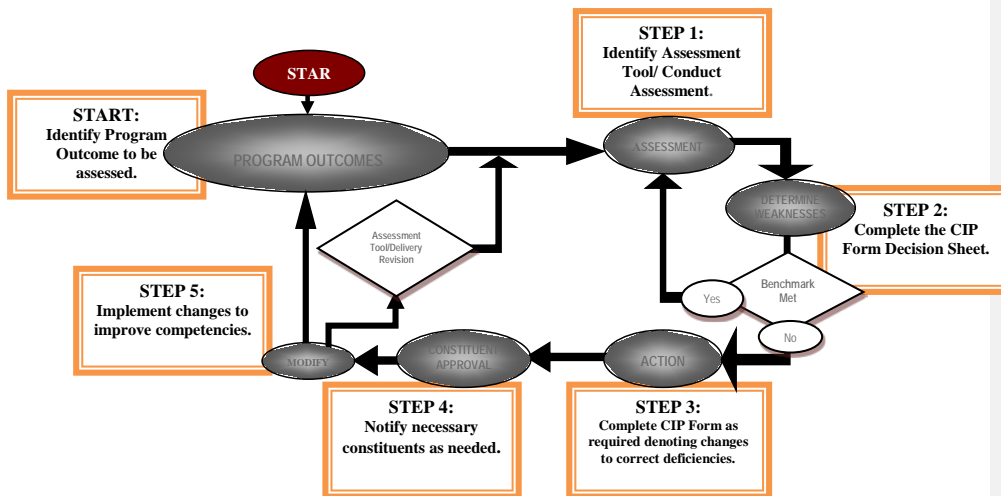 STAR
START:
Identify Program
Outcome to be
assessed.
PROGRAM OUTCOMES
STEP 1:
Identify Assessment
Tool/ Conduct
Assessment.
ASSESSMENT
DETERMINE
WEAKNESSES
STEP 2:
Complete the CIP
Form Decision Sheet.
Benchmark
Met
Yes
No
Assessment
Tool/Delivery
Revision
STEP 5:
Implement changes to
improve competencies.
MODIFY
CONSTITUENT
APPROVAL
ACTION
STEP 4:
Notify necessary
constituents as needed.
STEP 3:
Complete CIP Form as
required denoting changes
to correct deficiencies.